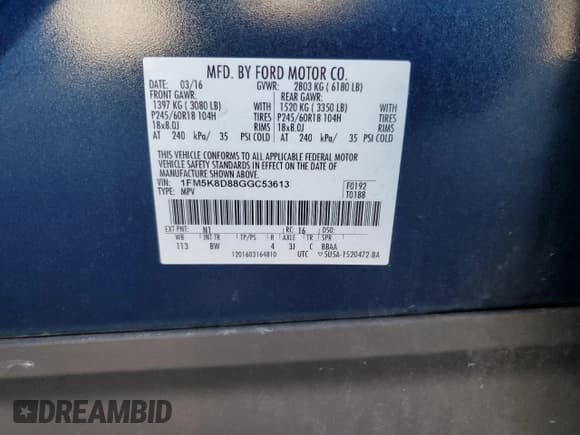 MFD. BY FORD MOTOR CO.
DATE: 03/16 GVWR: 2803 KG ( 6180 LB)
FRONT GAWR: REAR GAWR:
1397 KG ( 3080 LB) WITH 1520 KG ( 3350 LB) WITH
P245/60R18 104H TIRES P245/60R18 104H TIRES
18x8.0J RIMS 18x8.0J RIMS
AT 240 kPa/ 35 PSI COLD AT 240 kPa/ 35 PSI COLD
THIS VEHICLE CONFORMS TO ALL APPLICABLE FEDERAL MOTOR
VEHICLE SAFETY STANDARDS IN EFFECT ON THE DATE OF
MANUFACTURE SHOWN ABOVE.
VIN: 1FM5K8D88GGC53613 F0192
TYPE: MPV T0188
EXT PNT: N1 RC: 16 DSO:
WB INT TR TP/PS R AXLE TR SPR
113 BW 4 3J C BBAA
1201603164810 UTC ▽5U5A-1520472-BA
DREAMBID